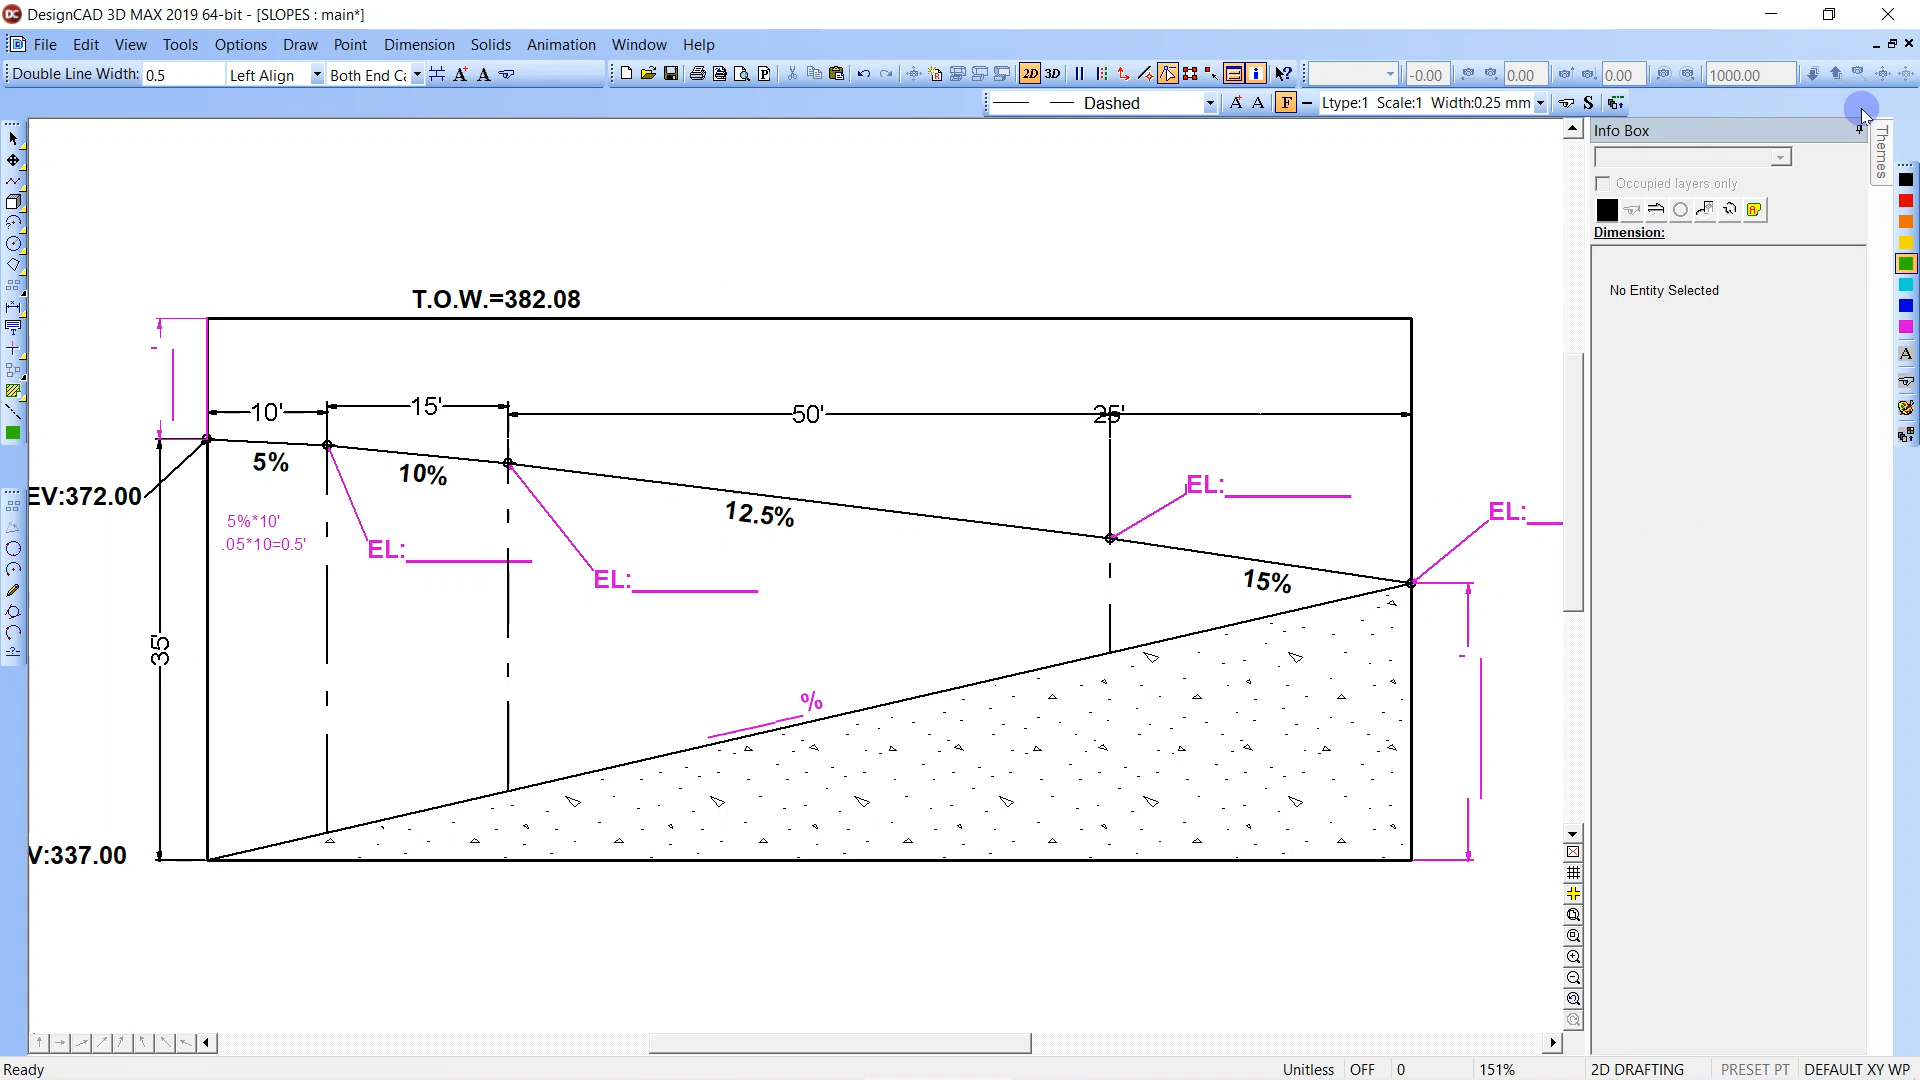 DesignCAD 3D MAX 2019 64-bit - [SLOPES : main*]
File Edit View Tools Options Draw Point Dimension Solids Animation Window Help
Double Line Width: 0.5 Left Align Both End Ca 2D 3D -0.00 0.00 0.00 1000.00
Dashed F Ltype:1 Scale:1 Width:0.25 mm S
Info Box
Themes
Occupied layers only
Dimension:
No Entity Selected
T.O.W.=382.08
10' 15' 50' 25'
5% 10% 12.5% 15%
EV:372.00
5%*10'
.05*10=0.5'
EL:
EL:
EL:
EL:
35'
%
V:337.00
Ready Unitless OFF 0 151% 2D DRAFTING PRESET PT DEFAULT XY WP